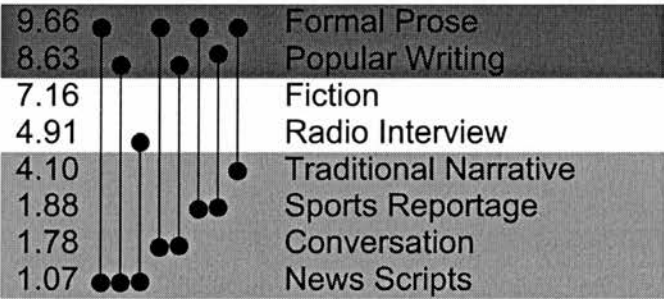 9.66 Formal Prose
8.63 Popular Writing
7.16 Fiction
4.91 Radio Interview
4.10 Traditional Narrative
1.88 Sports Reportage
1.78 Conversation
1.07 News Scripts